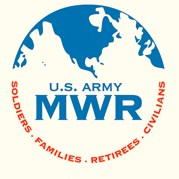 U.S. ARMY
MWR
SOLDIERS · FAMILIES · RETIREES · CIVILIANS